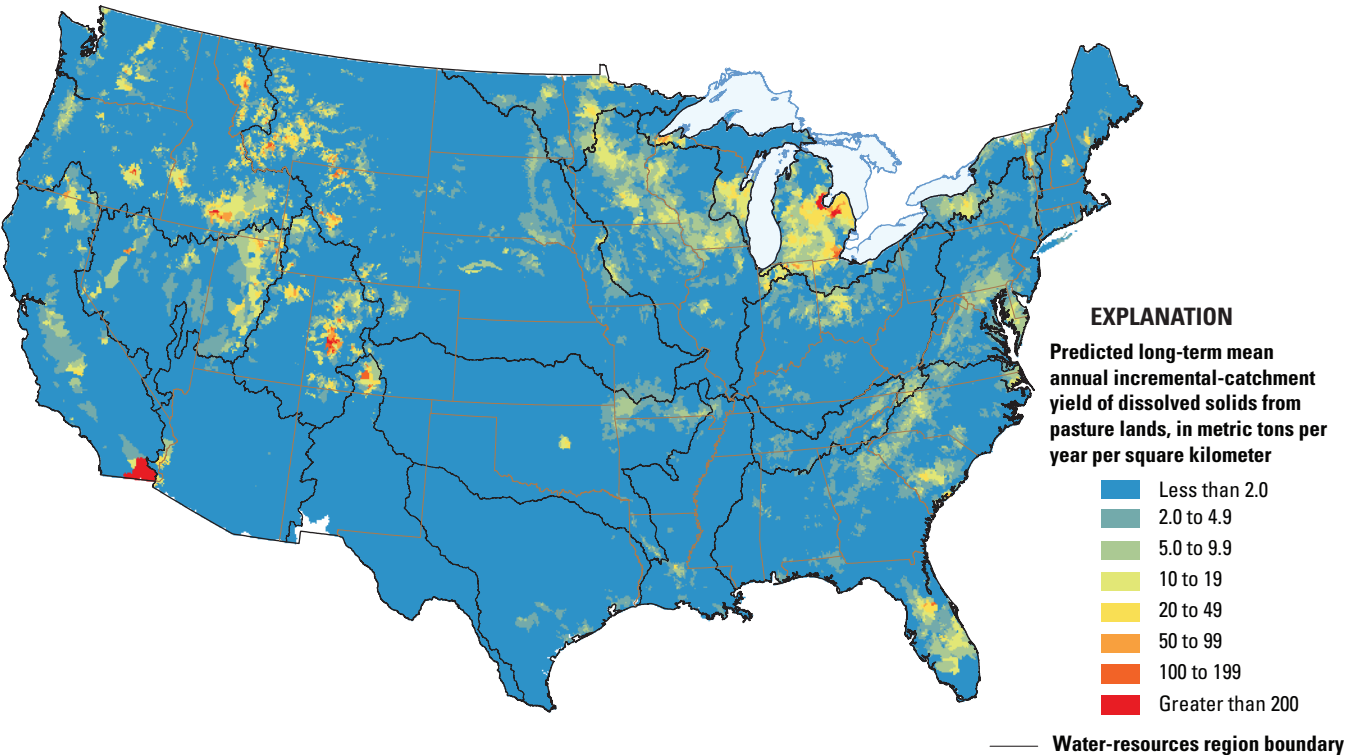 EXPLANATION
Predicted long-term mean
annual incremental-catchment
yield of dissolved solids from
pasture lands, in metric tons per
year per square kilometer
Less than 2.0
2.0 to 4.9
5.0 to 9.9
10 to 19
20 to 49
50 to 99
100 to 199
Greater than 200
Water-resources region boundary